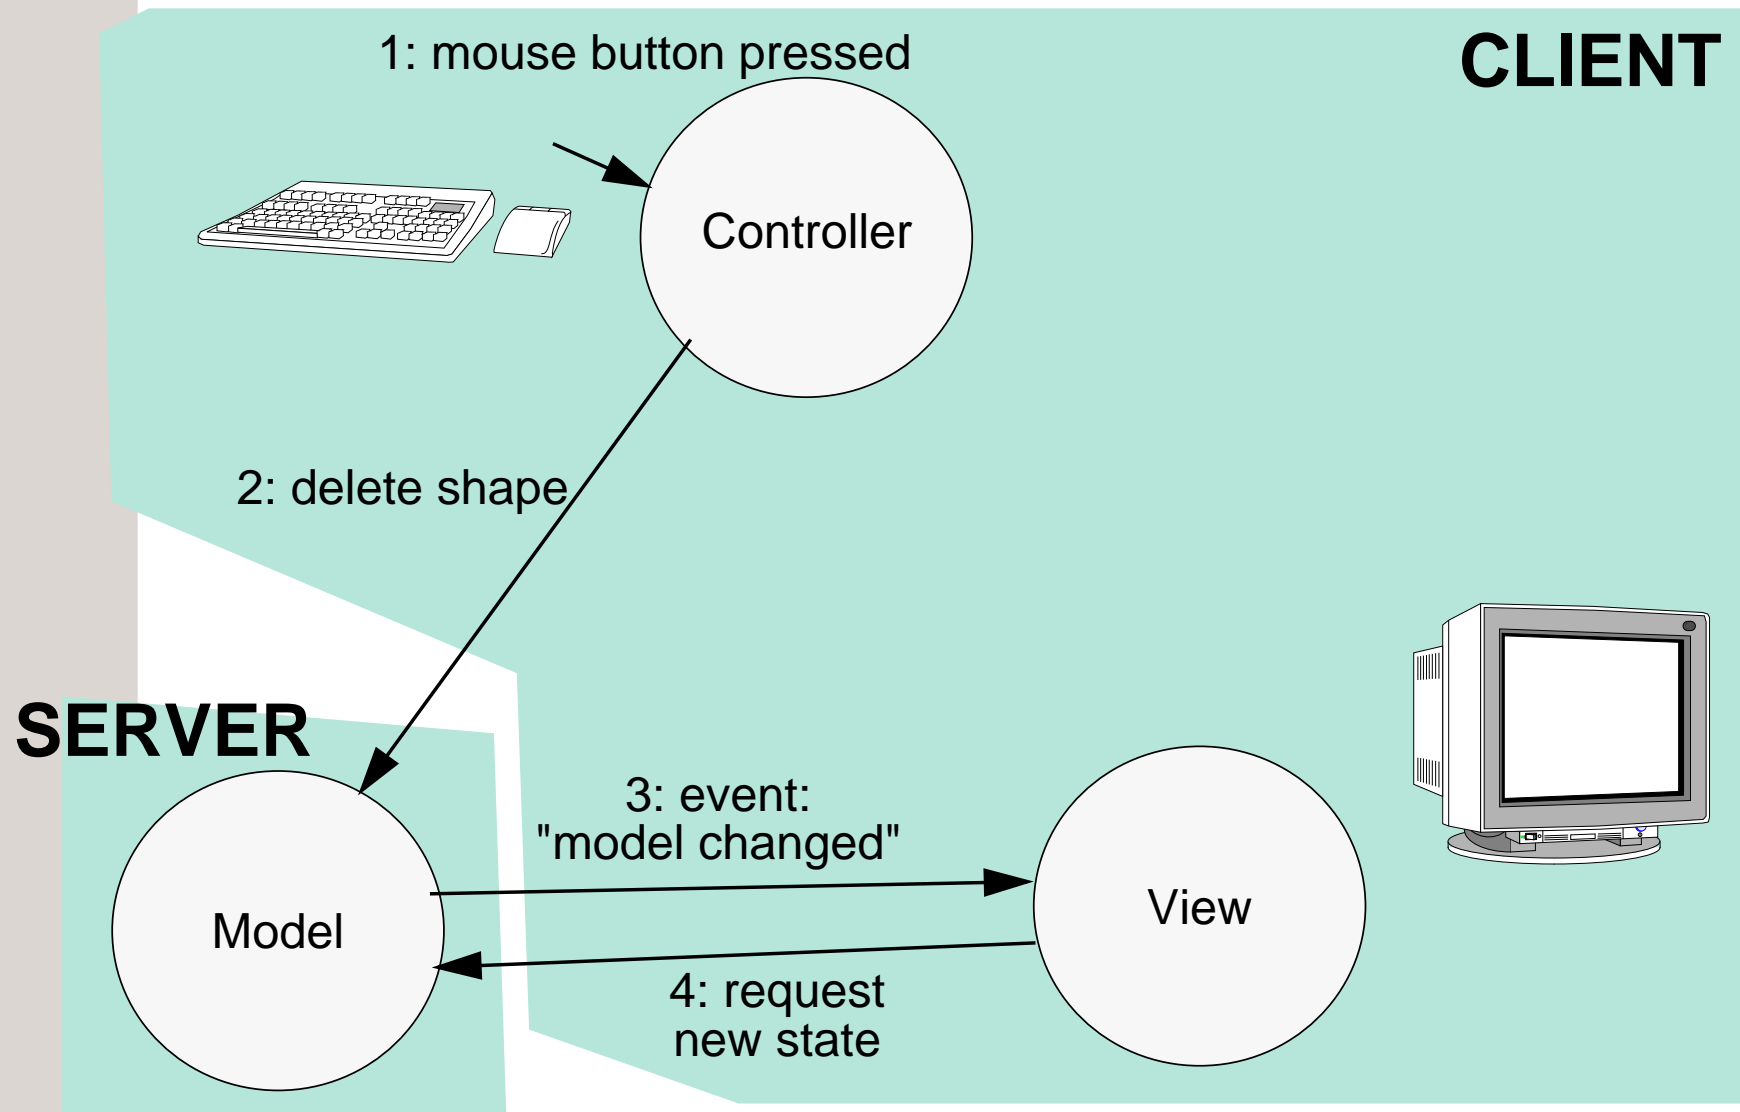 1: mouse button pressed
CLIENT
Controller
2: delete shape
SERVER
3: event:
"model changed"
View
Model
4: request
new state